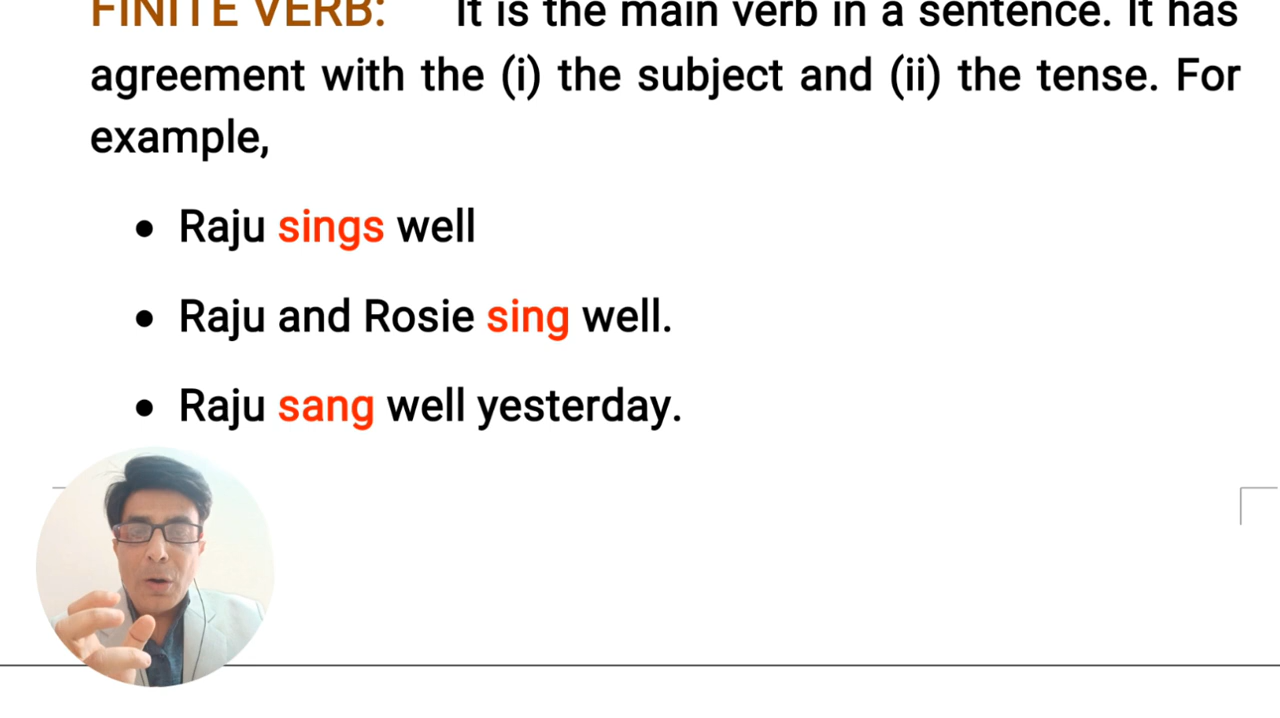 FINITE VERB: It is the main verb in a sentence. It has
agreement with the (i) the subject and (ii) the tense. For
example,
• Raju sings well
• Raju and Rosie sing well.
• Raju sang well yesterday.